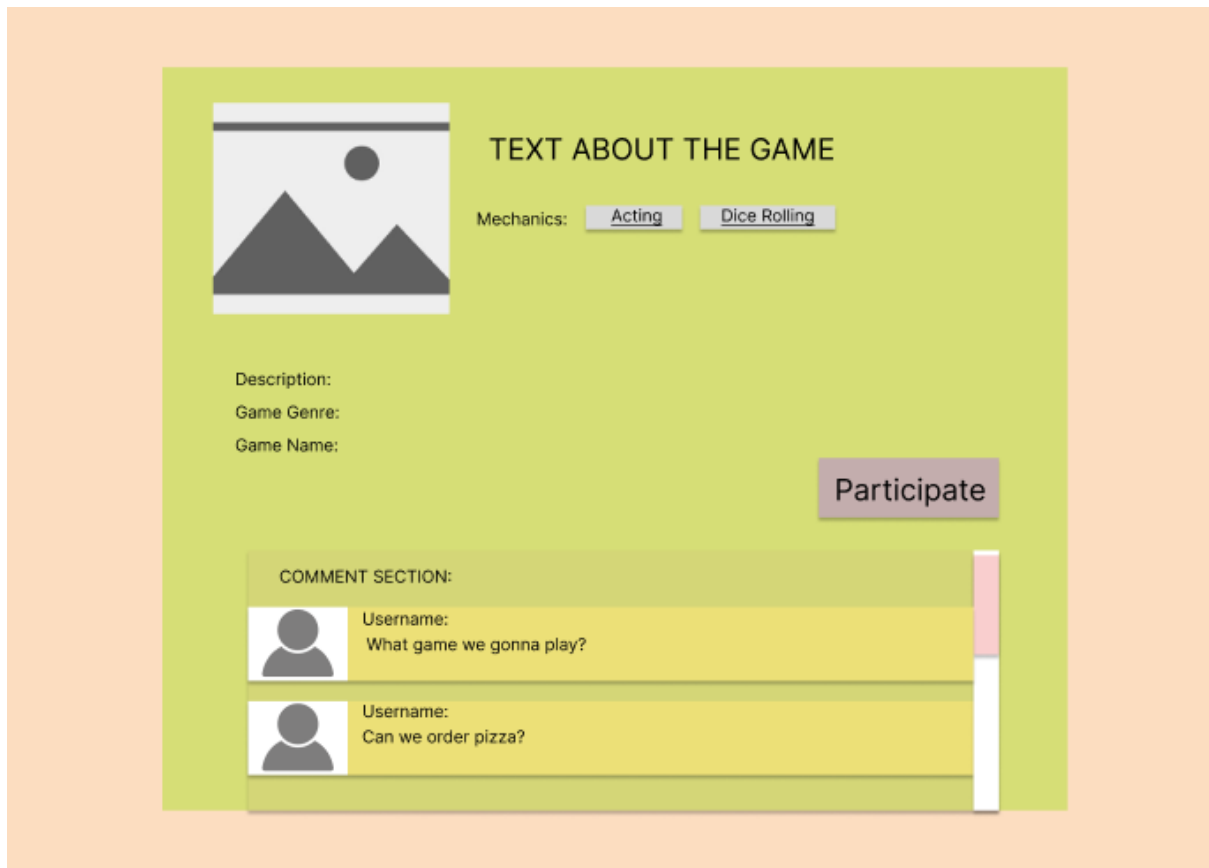 TEXT ABOUT THE GAME
Mechanics: Acting Dice Rolling
Description:
Game Genre:
Game Name:
Participate
COMMENT SECTION:
Username:
What game we gonna play?
Username:
Can we order pizza?